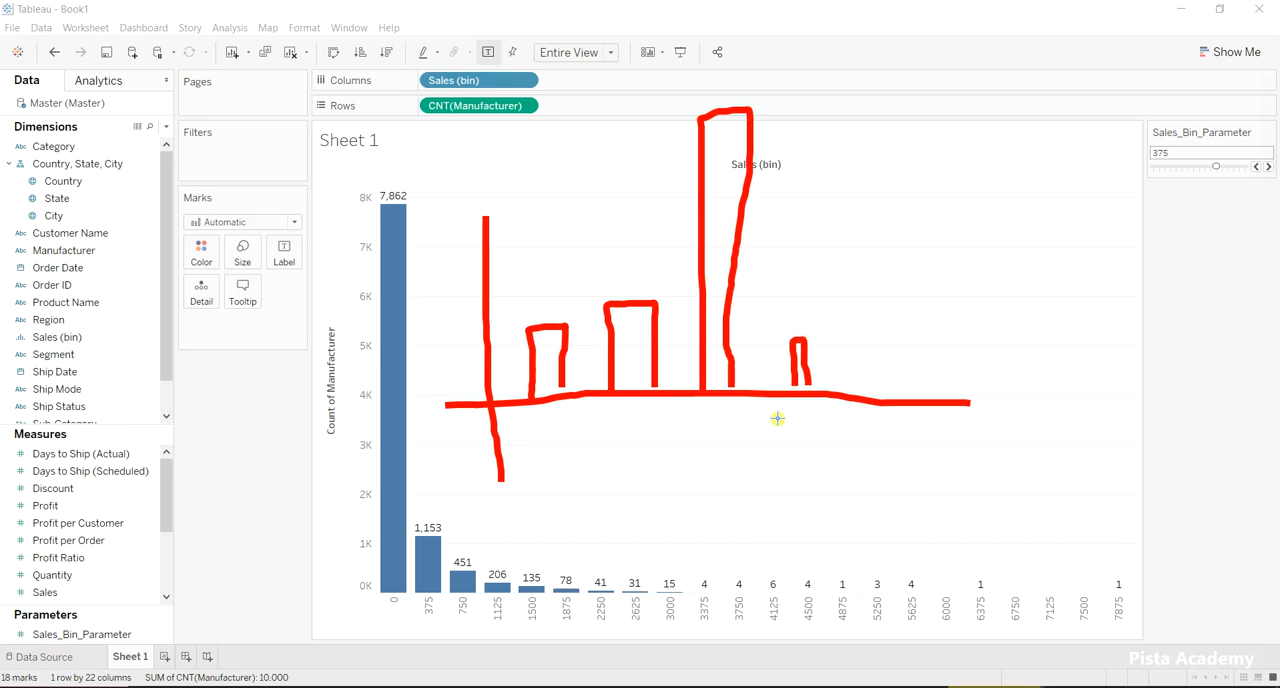 Tableau - Book1
File Data Worksheet Dashboard Story Analysis Map Format Window Help
Entire View
Show Me
Data
Analytics
Master (Master)
Dimensions
Category
Country, State, City
Country
State
City
Customer Name
Manufacturer
Order Date
Order ID
Product Name
Region
Sales (bin)
Segment
Ship Date
Ship Mode
Ship Status
Measures
Days to Ship (Actual)
Days to Ship (Scheduled)
Discount
Profit
Profit per Customer
Profit per Order
Profit Ratio
Quantity
Sales
Parameters
Sales_Bin_Parameter
Pages
Filters
Marks
Automatic
Color
Size
Label
Detail
Tooltip
Columns
Sales (bin)
Rows
CNT(Manufacturer)
Sheet 1
Sales (bin)
Count of Manufacturer
8K
7K
6K
5K
4K
3K
2K
1K
0K
7,862
1,153
451
206
135
78
41
31
15
4
4
6
4
1
3
4
1
1
0
375
750
1125
1500
1875
2250
2625
3000
3375
3750
4125
4500
4875
5250
5625
6000
6375
6750
7125
7500
7875
Sales_Bin_Parameter
375
Data Source
Sheet 1
Pista Academy
18 marks
1 row by 22 columns
SUM of CNT(Manufacturer): 10.000